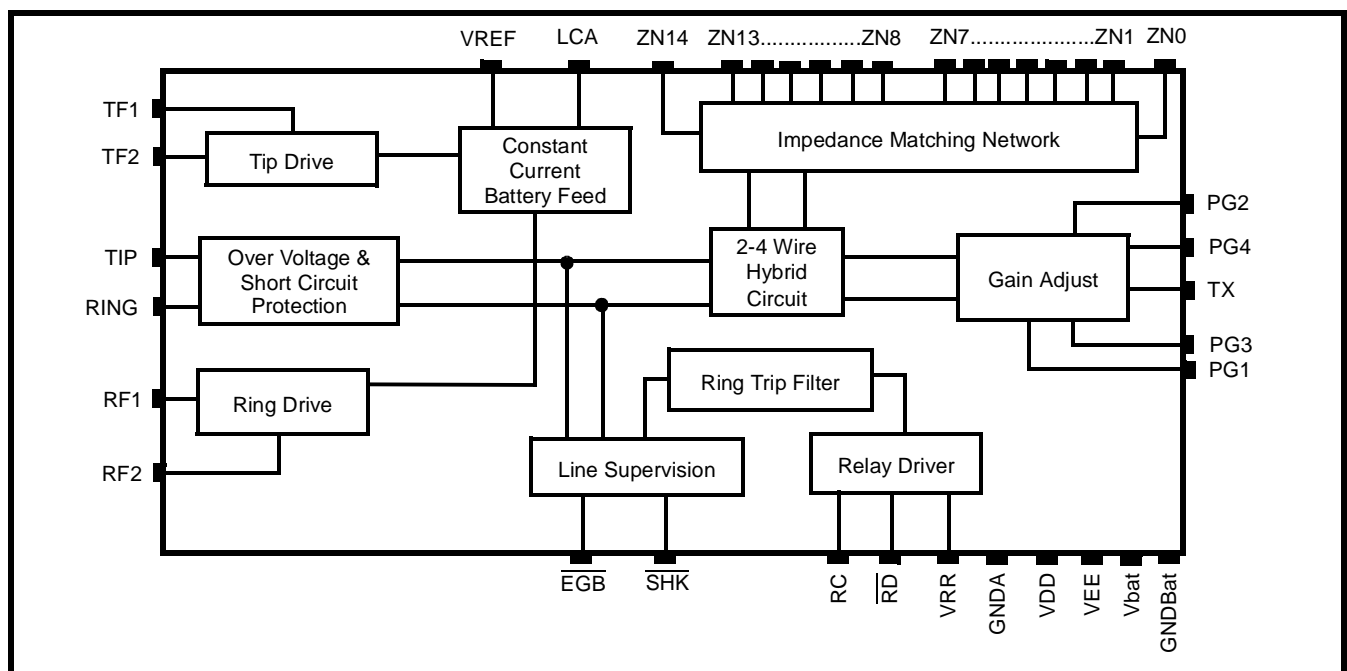 VREF LCA ZN14 ZN13..................ZN8 ZN7......................ZN1 ZN0
TF1
TF2
Tip Drive
Constant
Current
Battery Feed
Impedance Matching Network
PG2
PG4
TX
PG3
PG1
TIP
RING
Over Voltage &
Short Circuit
Protection
2-4 Wire
Hybrid
Circuit
Gain Adjust
RF1
RF2
Ring Drive
Ring Trip Filter
Line Supervision
Relay Driver
EGB
SHK
RC
RD
VRR
GNDA
VDD
VEE
Vbat
GNDBat